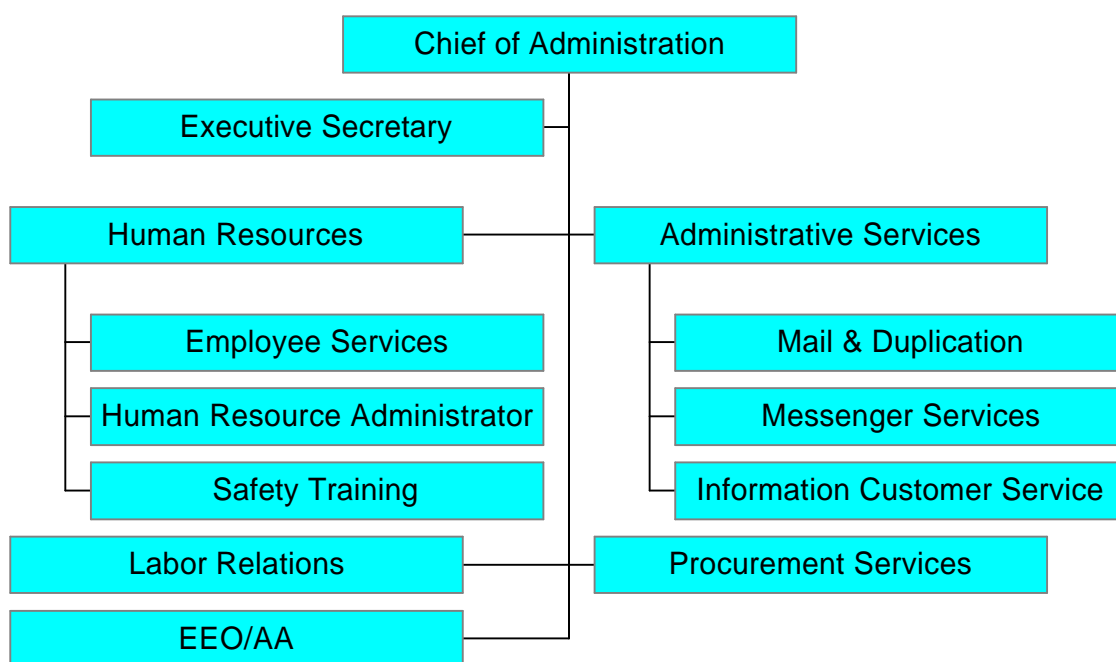 Chief of Administration
Executive Secretary
Human Resources
Administrative Services
Employee Services
Mail & Duplication
Human Resource Administrator
Messenger Services
Safety Training
Information Customer Service
Labor Relations
Procurement Services
EEO/AA